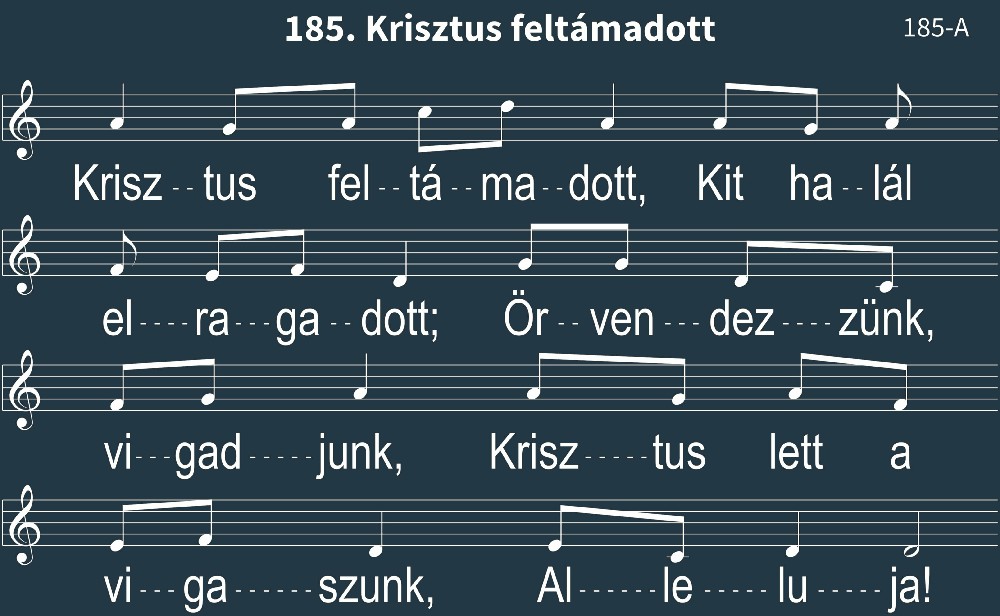 185. Krisztus feltámadott
185-A
Krisz - - tus fel - - tá - - ma - - dott, Kit ha - - lál
el - - - - ra - - - ga - - dott; Ör - - ven - - - dez - - - - zünk,
vi - - - gad - - - - - junk, Krisz - - - - - tus lett a
vi - - - ga - - - - - - szunk, Al - - - - - - le - - - - - lu - - - - - ja!